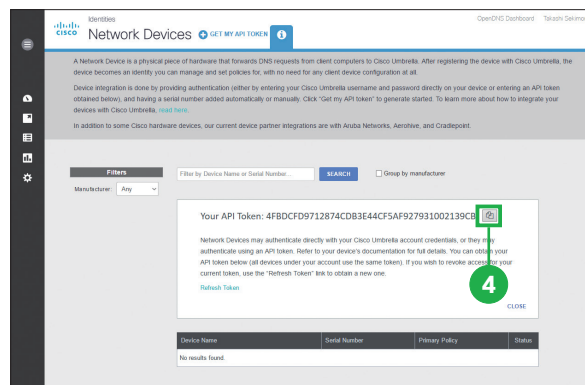 Identities
OpenDNS Dashboard Takashi Sekimo
cisco Network Devices GET MY API TOKEN
A Network Device is a physical piece of hardware that forwards DNS requests from client computers to Cisco Umbrella. After registering the device with Cisco Umbrella, the
device becomes an identity you can manage and set policies for, with no need for any client device configuration at all.
Device integration is done by providing authentication (either by entering your Cisco Umbrella username and password directly on your device or entering an API token
obtained below), and having a serial number added automatically or manually. Click "Get my API token" to generate started. To learn more about how to integrate your
devices with Cisco Umbrella, read here.
In addition to some Cisco hardware devices, our current device partner integrations are with Aruba Networks, Aerohive, and Cradlepoint.
Filters
Filter by Device Name or Serial Number...
SEARCH
Group by manufacturer
Manufacturer: Any
Your API Token: 4FBDCFD9712874CDB3E44CF5AF927931002139CB
Network Devices may authenticate directly with your Cisco Umbrella account credentials, or they may
authenticate using an API token. Refer to your device's documentation for full details. You can obtain your
API token below (all devices under your account use the same token). If you wish to revoke access for your
current token, use the "Refresh Token" link to obtain a new one.
Refresh Token
4
CLOSE
Device Name Serial Number Primary Policy Status
No results found.